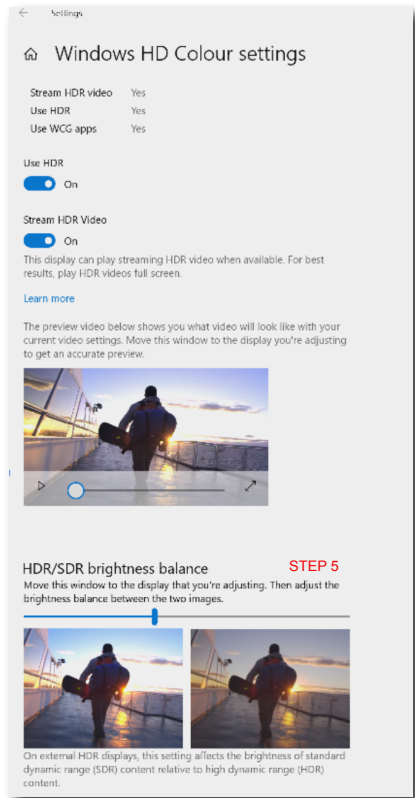 Settings
Windows HD Colour settings
Stream HDR video Yes
Use HDR Yes
Use WCG apps Yes
Use HDR
On
Stream HDR Video
On
This display can play streaming HDR video when available. For best
results, play HDR videos full screen.
Learn more
The preview video below shows you what video will look like with your
current video settings. Move this window to the display you're adjusting
to get an accurate preview.
HDR/SDR brightness balance STEP 5
Move this window to the display that you're adjusting. Then adjust the
brightness balance between the two images.
On external HDR displays, this setting affects the brightness of standard
dynamic range (SDR) content relative to high dynamic range (HDR)
content.